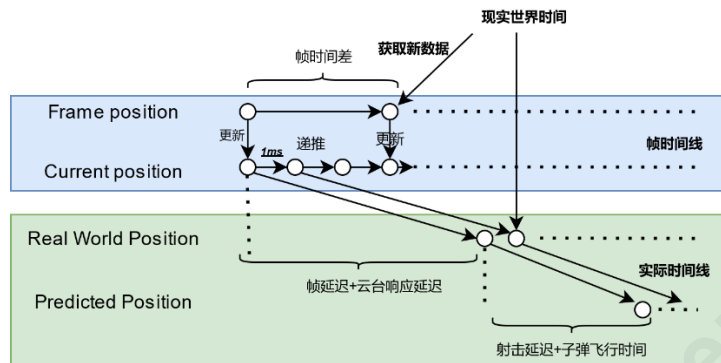 现实世界时间
获取新数据
帧时间差
Frame position
更新
1ms
递推
更新
帧时间线
Current position
Real World Position
实际时间线
帧延迟+云台响应延迟
Predicted Position
射击延迟+子弹飞行时间